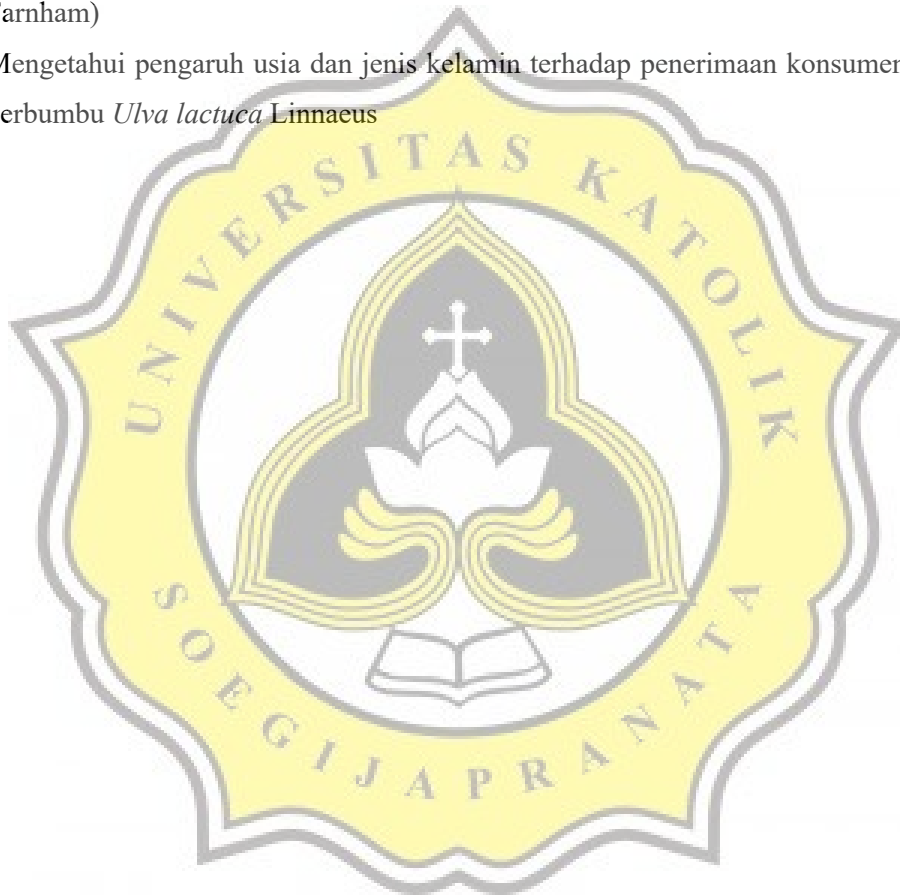 arnham)
Mengetahui pengaruh usia dan jenis kelamin terhadap penerimaan konsumen
erbumbu Ulva lactuca Linnaeus
UNIVERSITAS KATOLIK
SOEGIJAPRANATA